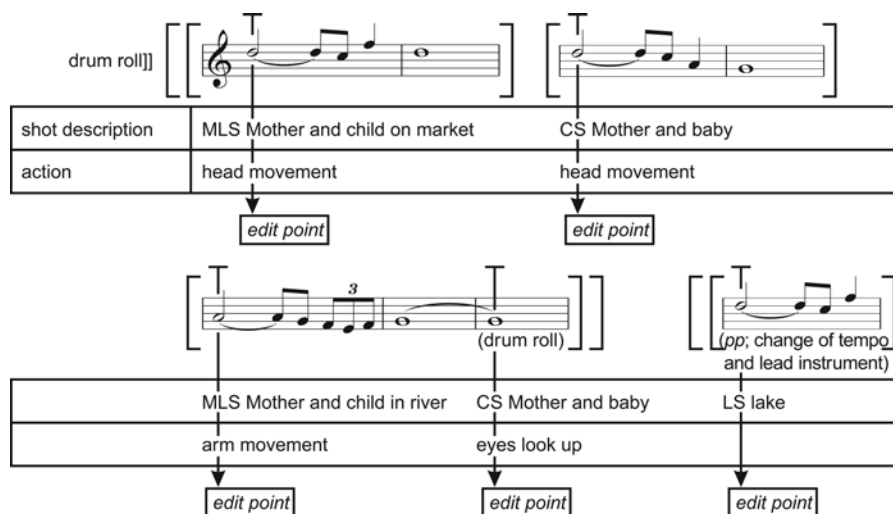 T T
drum roll]]
shot description MLS Mother and child on market CS Mother and baby
action head movement head movement
edit point edit point
T 3 T T
(drum roll) (pp; change of tempo
and lead instrument)
MLS Mother and child in river CS Mother and baby LS lake
arm movement eyes look up
edit point edit point edit point